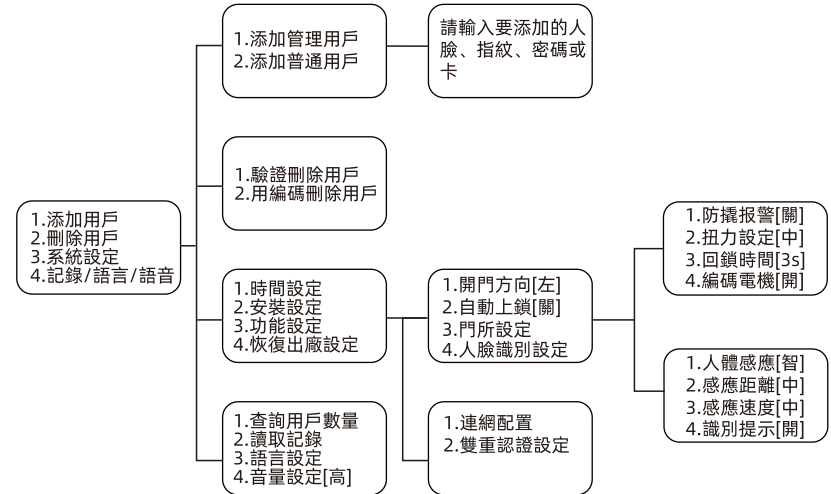 1.添加用戶
2.刪除用戶
3.系統設定
4.記錄/語言/語音
1.添加管理用戶
2.添加普通用戶
請輸入要添加的人
臉、指紋、密碼或
卡
1.驗證刪除用戶
2.用編碼刪除用戶
1.時間設定
2.安裝設定
3.功能設定
4.恢復出廠設定
1.查詢用戶數量
2.讀取記錄
3.語言設定
4.音量設定[高]
1.開門方向[左]
2.自動上鎖[關]
3.門所設定
4.人臉識別設定
1.連網配置
2.雙重認證設定
1.防撬报警[關]
2.扭力設定[中]
3.回鎖時間[3s]
4.編碼電機[開]
1.人體感應[智]
2.感應距離[中]
3.感應速度[中]
4.識別提示[開]